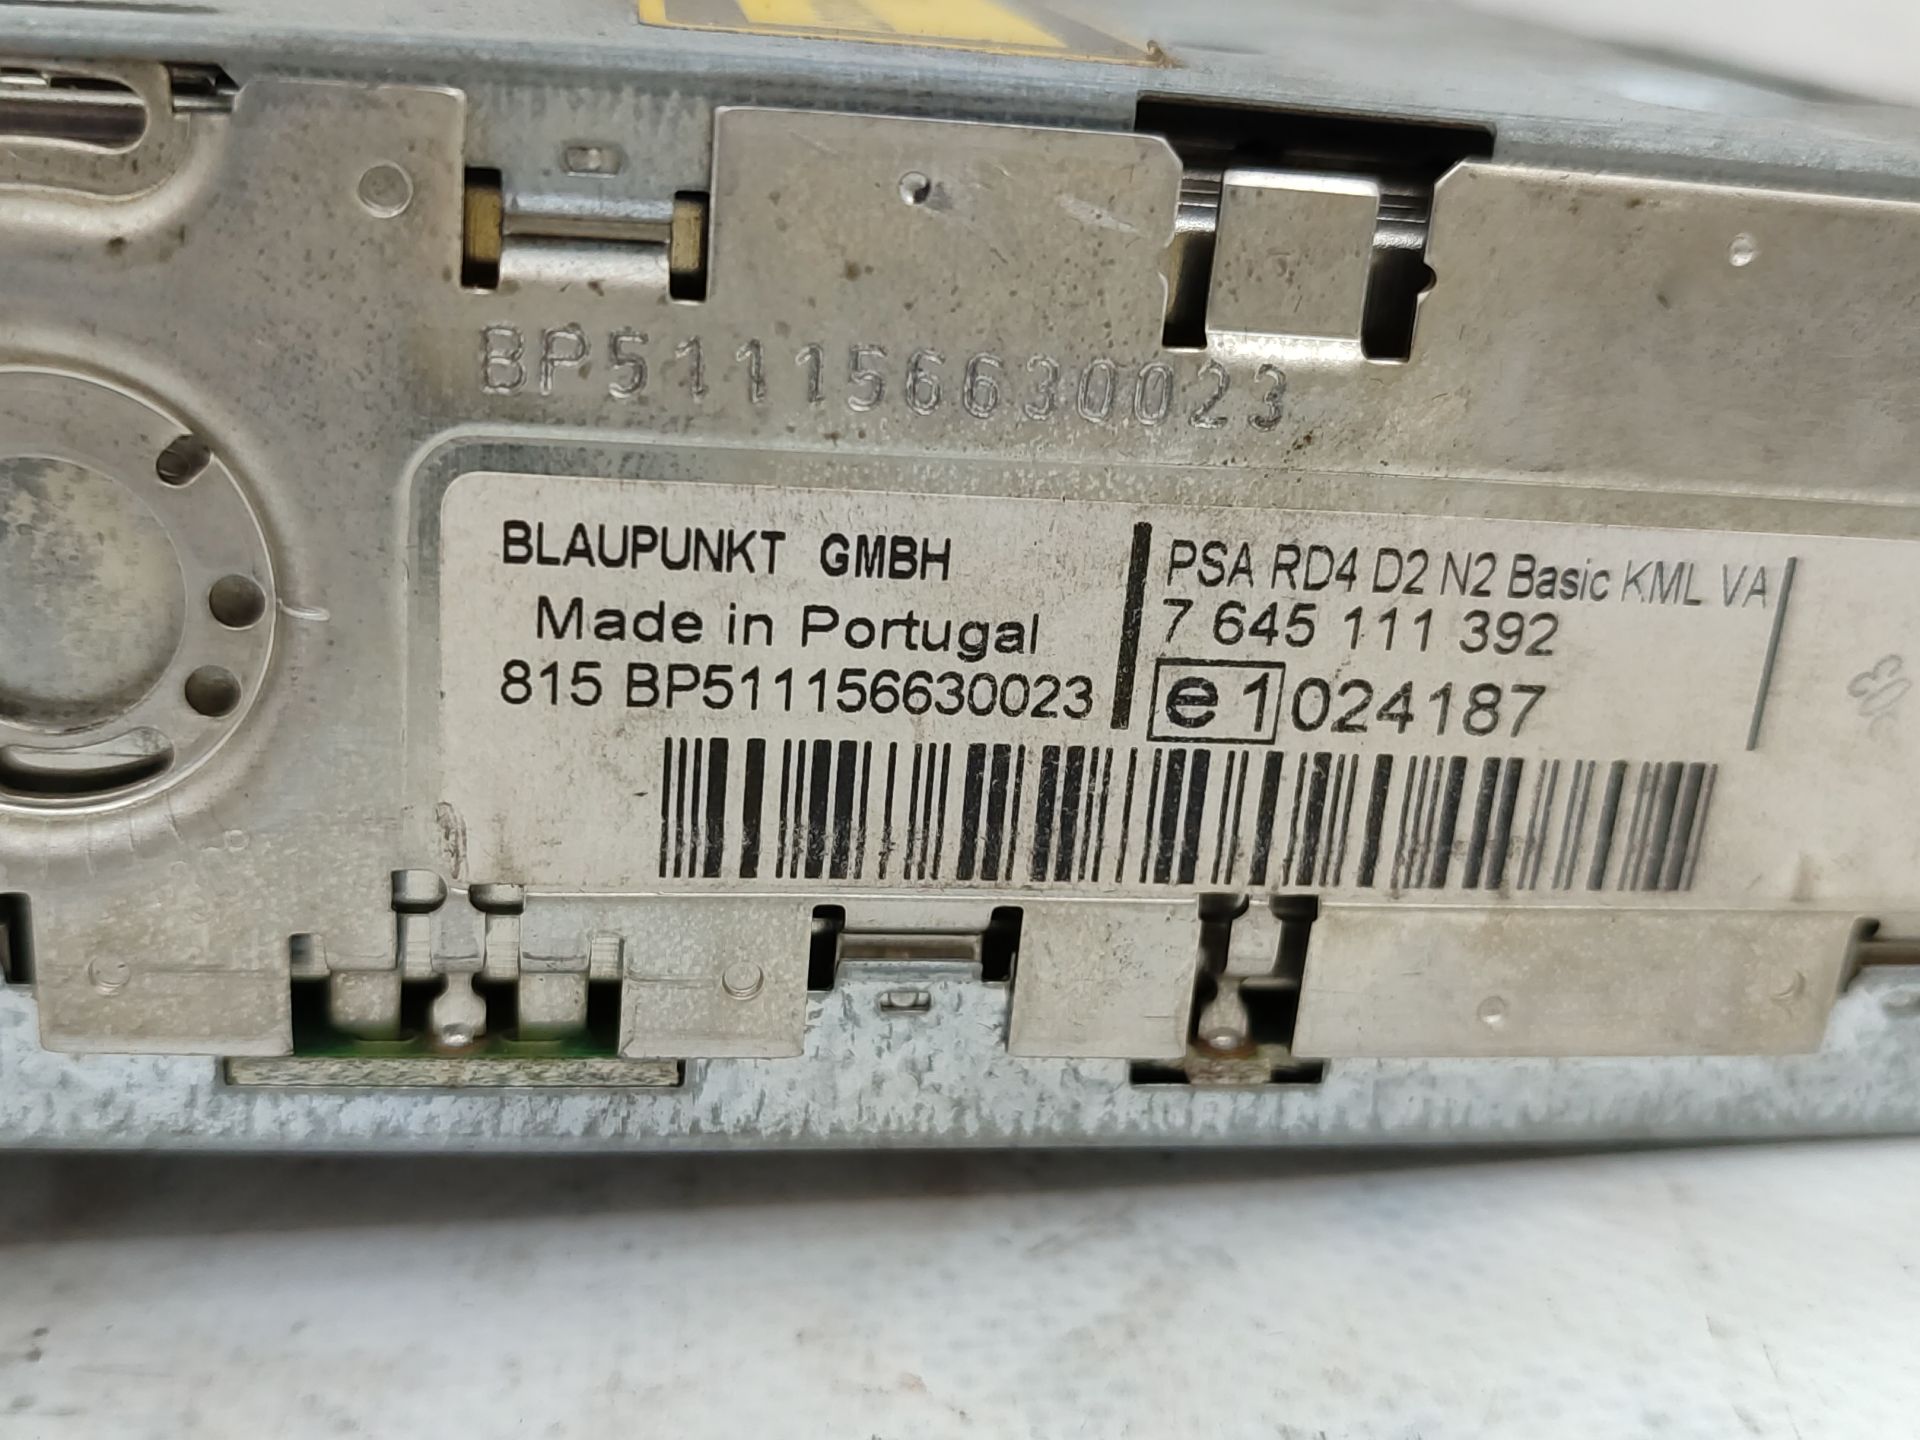 BP511156630023
BLAUPUNKT GMBH
Made in Portugal
815 BP511156630023
PSA RD4 D2 N2 Basic KML VA
7 645 111 392
e1 024187